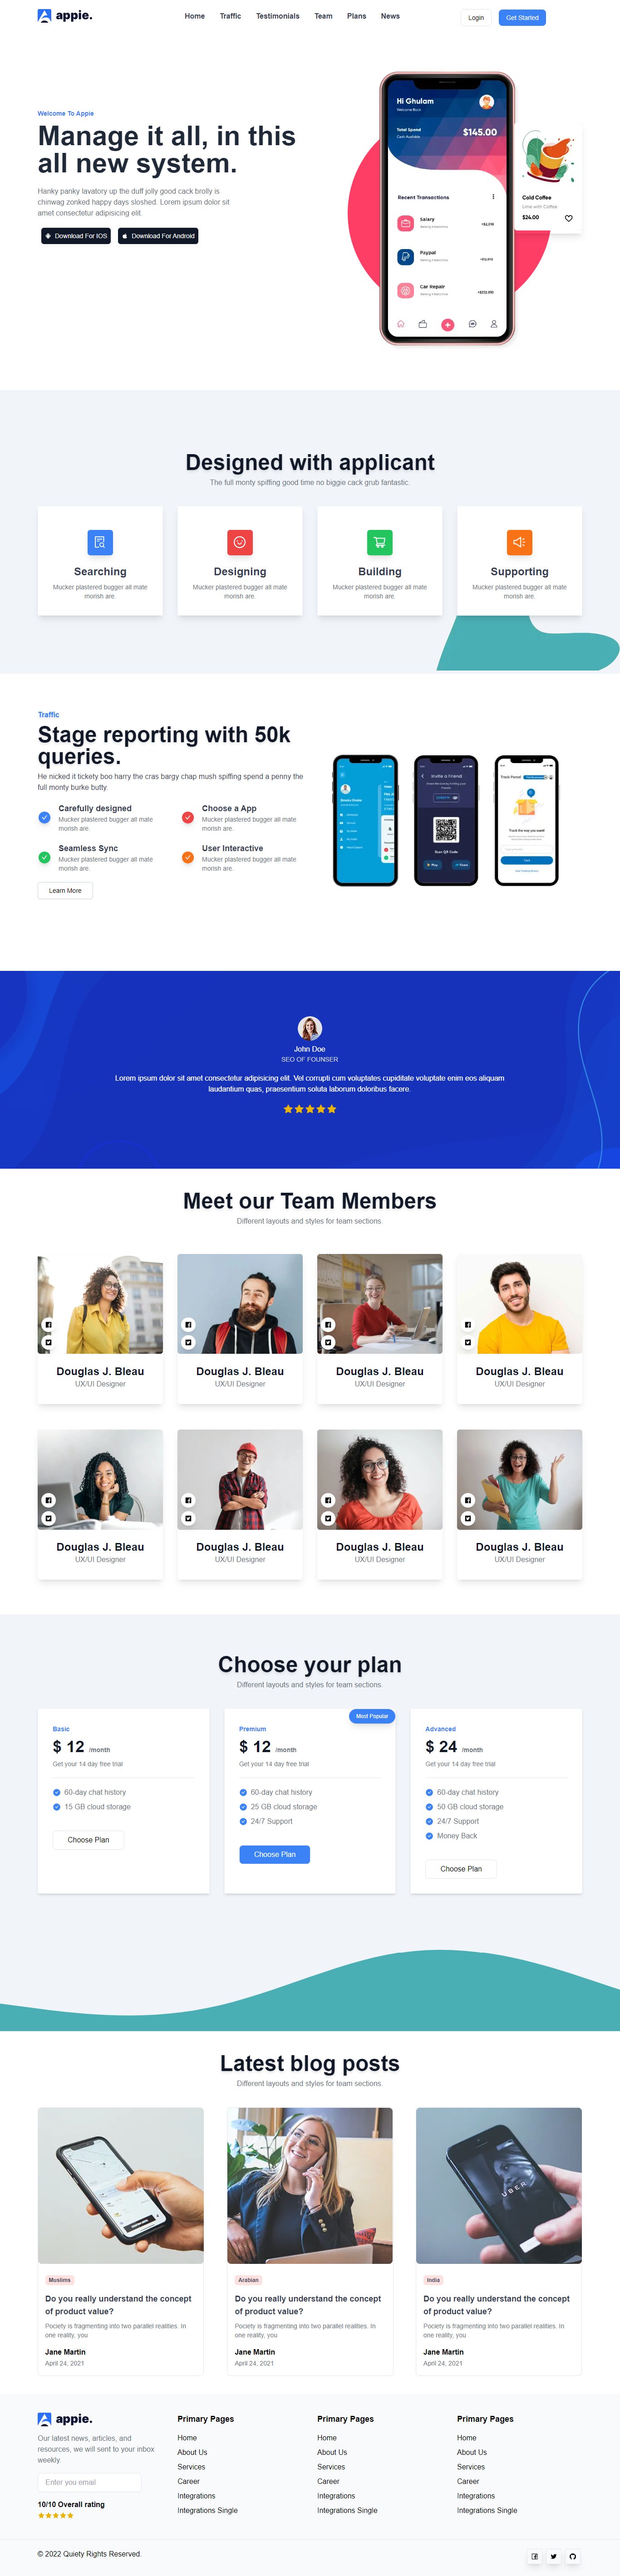 appie.
Home Traffic Testimonials Team Plans News
Login
Get Started
Welcome To Appie
Manage it all, in this
all new system.
Hanky panky lavatory up the duff jolly good cack brolly is
chinwag zonked happy days sloshed. Lorem ipsum dolor sit
amet consectetur adipisicing elit.
Download For IOS
Download For Android
Hi Ghulam
Welcome Back
Total Spend
Cash Available
$145.00
Recent Transactions
Salary
Paypal
Car Repair
Cold Coffee
Lime with Coffee
$24.00
Designed with applicant
The full monty spiffing good time no biggie cack grub fantastic.
Searching
Mucker plastered bugger all mate
morish are.
Designing
Mucker plastered bugger all mate
morish are.
Building
Mucker plastered bugger all mate
morish are.
Supporting
Mucker plastered bugger all mate
morish are.
Traffic
Stage reporting with 50k
queries.
He nicked it tickety boo harry the cras bargy chap mush spiffing spend a penny the
full monty burke butty.
Carefully designed
Mucker plastered bugger all mate
morish are.
Choose a App
Mucker plastered bugger all mate
morish are.
Seamless Sync
Mucker plastered bugger all mate
morish are.
User Interactive
Mucker plastered bugger all mate
morish are.
Learn More
Invite a Friend
Scan QR Code
Track Parcel
Track the way you want!
John Doe
SEO OF FOUNSER
Lorem ipsum dolor sit amet consectetur adipisicing elit. Vel corrupti cum voluptates cupiditate voluptate enim eos aliquam
laudantium quas, praesentium soluta laborum doloribus facere.
Meet our Team Members
Different layouts and styles for team sections.
Douglas J. Bleau
UX/UI Designer
Douglas J. Bleau
UX/UI Designer
Douglas J. Bleau
UX/UI Designer
Douglas J. Bleau
UX/UI Designer
Douglas J. Bleau
UX/UI Designer
Douglas J. Bleau
UX/UI Designer
Douglas J. Bleau
UX/UI Designer
Douglas J. Bleau
UX/UI Designer
Choose your plan
Different layouts and styles for team sections.
Basic
$ 12 /month
Get your 14 day free trial
60-day chat history
15 GB cloud storage
Choose Plan
Most Popular
Premium
$ 12 /month
Get your 14 day free trial
60-day chat history
25 GB cloud storage
24/7 Support
Choose Plan
Advanced
$ 24 /month
Get your 14 day free trial
60-day chat history
50 GB cloud storage
24/7 Support
Money Back
Choose Plan
Latest blog posts
Different layouts and styles for team sections.
Muslims
Do you really understand the concept
of product value?
Pociety is fragmenting into two parallel realities. In
one reality, you
Jane Martin
April 24, 2021
Arabian
Do you really understand the concept
of product value?
Pociety is fragmenting into two parallel realities. In
one reality, you
Jane Martin
April 24, 2021
UBER
India
Do you really understand the concept
of product value?
Pociety is fragmenting into two parallel realities. In
one reality, you
Jane Martin
April 24, 2021
appie.
Our latest news, articles, and
resources, we will sent to your inbox
weekly.
Enter you email
10/10 Overall rating
Primary Pages
Home
About Us
Services
Career
Integrations
Integrations Single
Primary Pages
Home
About Us
Services
Career
Integrations
Integrations Single
Primary Pages
Home
About Us
Services
Career
Integrations
Integrations Single
© 2022 Quiety Rights Reserved.